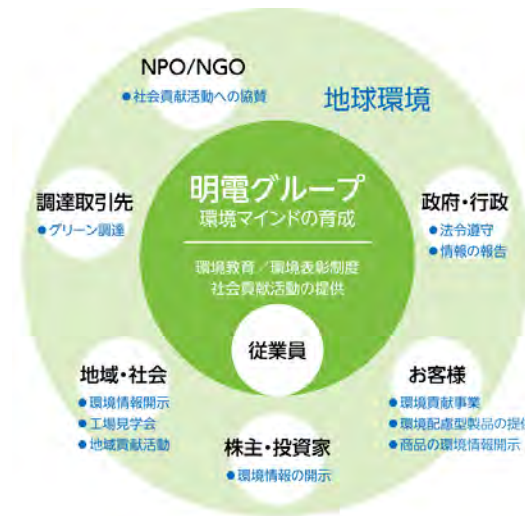 NPO/NGO
●社会貢献活動への協賛
地球環境
明電グループ
環境マインドの育成
環境教育/環境表彰制度
社会貢献活動の提供
従業員
調達取引先
●グリーン調達
政府・行政
●法令遵守
●情報の報告
地域・社会
●環境情報開示
●工場見学会
●地域貢献活動
お客様
●環境貢献事業
●環境配慮型製品の提供
●商品の環境情報開示
株主・投資家
●環境情報の開示